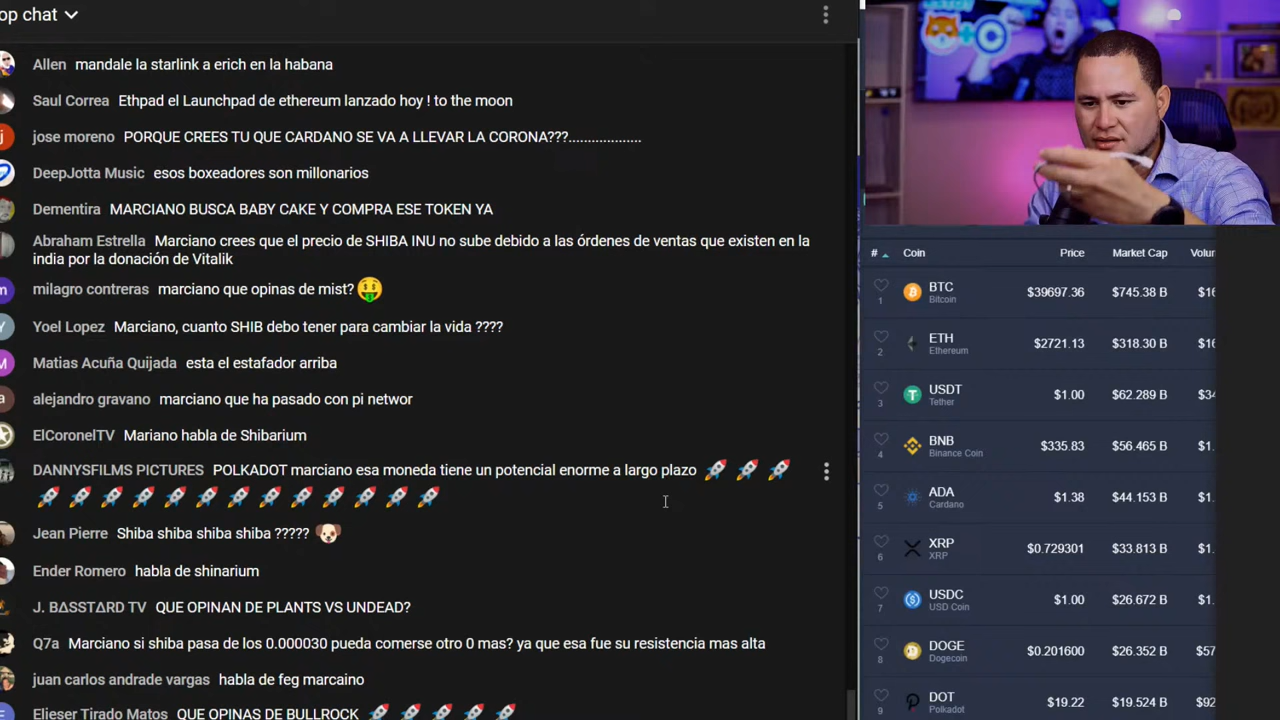 op chat
Allen mandale la starlink a erich en la habana
Saul Correa Ethpad el Launchpad de ethereum lanzado hoy ! to the moon
j jose moreno PORQUE CREES TU QUE CARDANO SE VA A LLEVAR LA CORONA???...................
DeepJotta Music esos boxeadores son millonarios
Dementira MARCIANO BUSCA BABY CAKE Y COMPRA ESE TOKEN YA
Abraham Estrella Marciano crees que el precio de SHIBA INU no sube debido a las órdenes de ventas que existen en la
india por la donación de Vitalik
m milagro contreras marciano que opinas de mist? 🤑
Y Yoel Lopez Marciano, cuanto SHIB debo tener para cambiar la vida ????
M Matias Acuña Quijada esta el estafador arriba
a alejandro gravano marciano que ha pasado con pi networ
ElCoronelTV Mariano habla de Shibarium
DANNYSFILMS PICTURES POLKADOT marciano esa moneda tiene un potencial enorme a largo plazo 🚀 🚀 🚀
🚀 🚀 🚀 🚀 🚀 🚀 🚀 🚀 🚀 🚀 🚀 🚀 🚀
Jean Pierre Shiba shiba shiba shiba ????? 🐶
Ender Romero habla de shinarium
J. BΔSSTΔRD TV QUE OPINAN DE PLANTS VS UNDEAD?
Q7a Marciano si shiba pasa de los 0.000030 pueda comerse otro 0 mas? ya que esa fue su resistencia mas alta
juan carlos andrade vargas habla de feg marcaino
E Elieser Tirado Matos QUE OPINAS DE BULLROCK 🚀 🚀 🚀 🚀 🚀
# Coin Price Market Cap Volu
1 BTC Bitcoin $39697.36 $745.38 B $16
2 ETH Ethereum $2721.13 $318.30 B $16
3 USDT Tether $1.00 $62.289 B $34
4 BNB Binance Coin $335.83 $56.465 B $1.
5 ADA Cardano $1.38 $44.153 B $1.
6 XRP XRP $0.729301 $33.813 B $1.
7 USDC USD Coin $1.00 $26.672 B $1.
8 DOGE Dogecoin $0.201600 $26.352 B $57
9 DOT Polkadot $19.22 $19.524 B $92